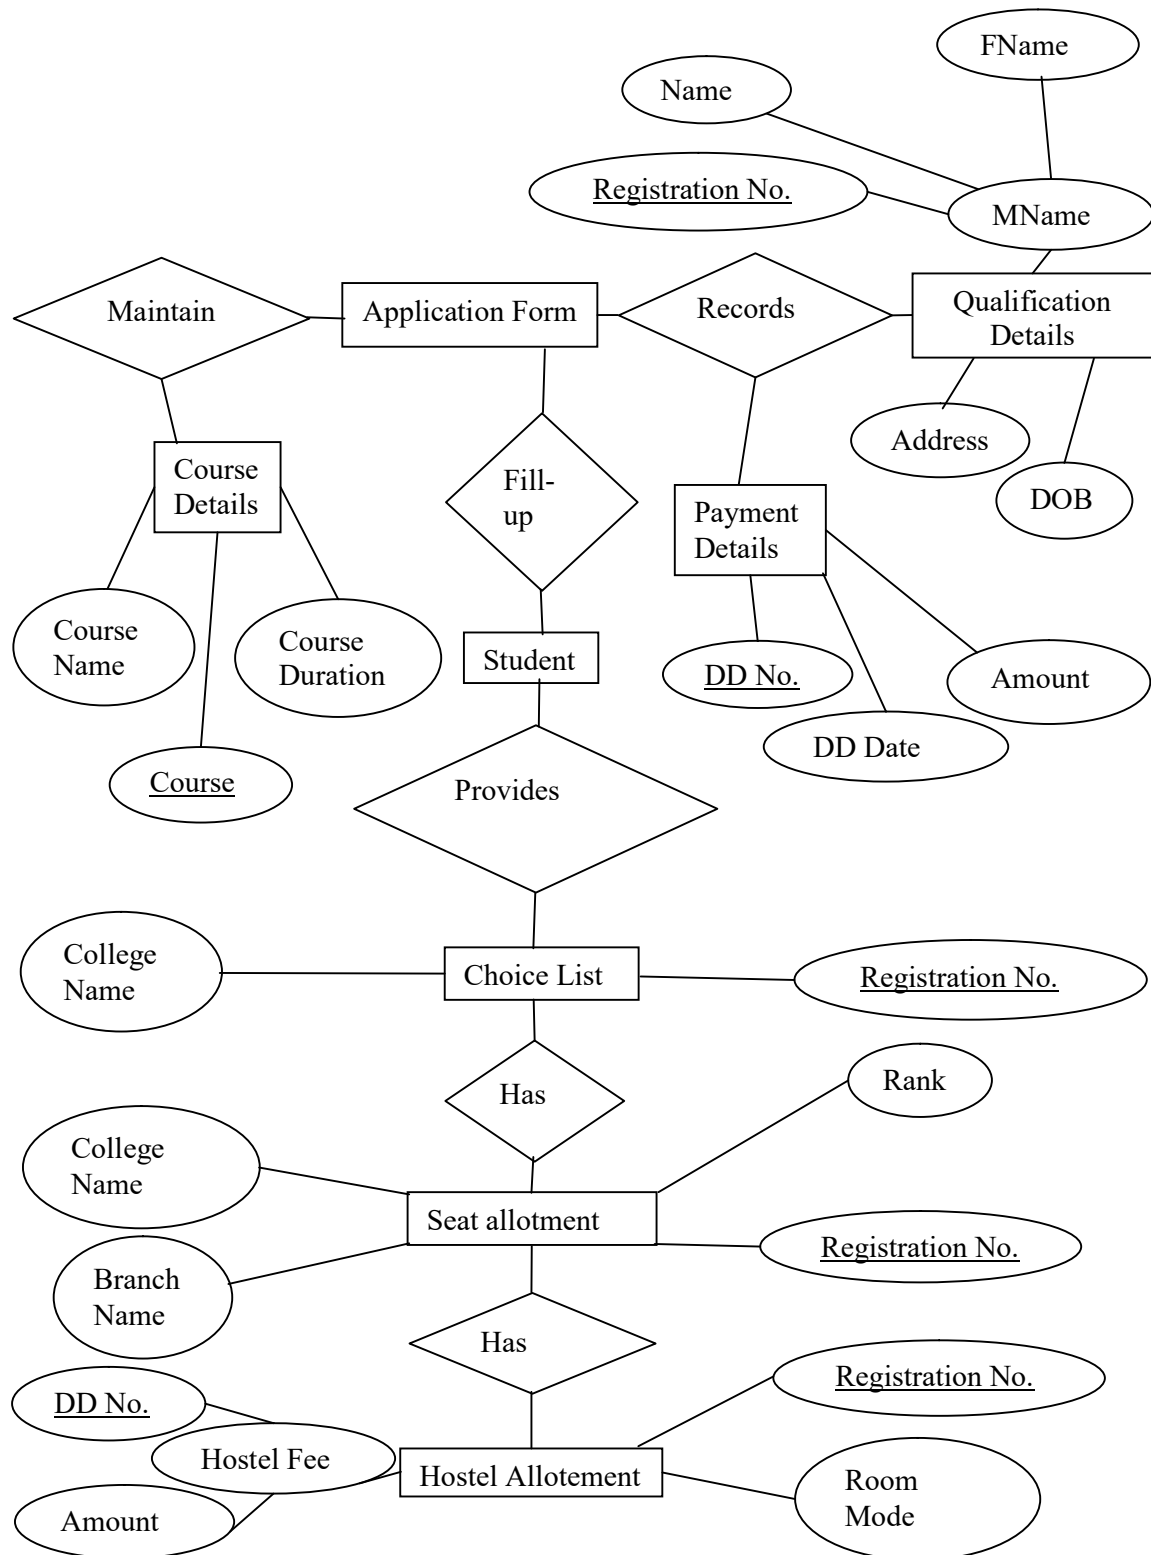 FName
Name
Registration No.
MName
Maintain
Application Form
Records
Qualification
Details
Address
DOB
Course
Details
Fill-
up
Payment
Details
Course
Name
Course
Duration
Student
DD No.
Amount
DD Date
Course
Provides
College
Name
Choice List
Registration No.
Has
Rank
College
Name
Seat allotment
Registration No.
Branch
Name
Has
Registration No.
DD No.
Hostel Fee
Hostel Allotement
Room
Mode
Amount